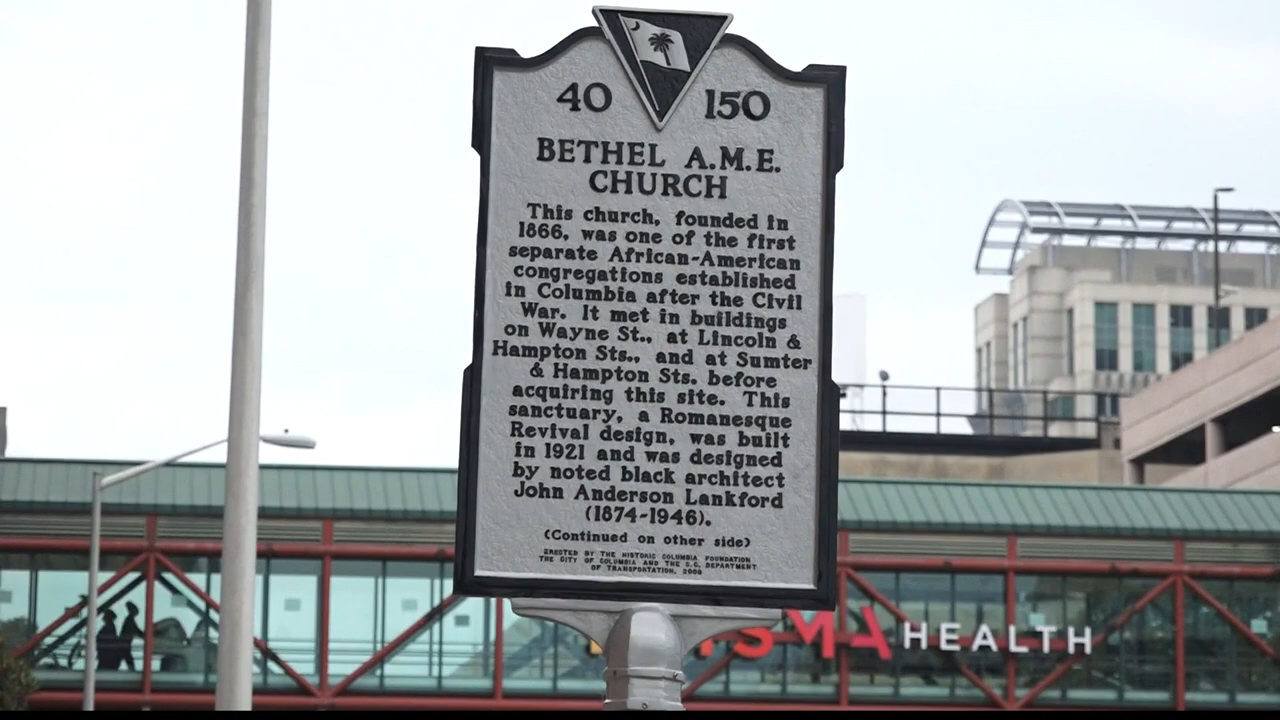 40 150
BETHEL A.M.E.
CHURCH
This church, founded in
1866, was one of the first
separate African-American
congregations established
in Columbia after the Civil
War. It met in buildings
on Wayne St., at Lincoln &
Hampton Sts., and at Sumter
& Hampton Sts. before
acquiring this site. This
sanctuary, a Romanesque
Revival design, was built
in 1921 and was designed
by noted black architect
John Anderson Lankford
(1874-1946).
(Continued on other side)
ERECTED BY THE HISTORIC COLUMBIA FOUNDATION
THE CITY OF COLUMBIA AND THE S.C. DEPARTMENT
OF TRANSPORTATION, 2008
SMA HEALTH